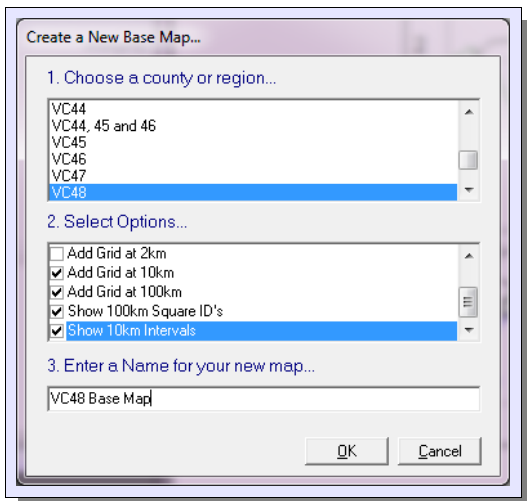 Create a New Base Map...
1. Choose a county or region...
VC44
VC44, 45 and 46
VC45
VC46
VC47
VC48
2. Select Options...
Add Grid at 2km
Add Grid at 10km
Add Grid at 100km
Show 100km Square ID's
Show 10km Intervals
3. Enter a Name for your new map...
VC48 Base Map
OK
Cancel